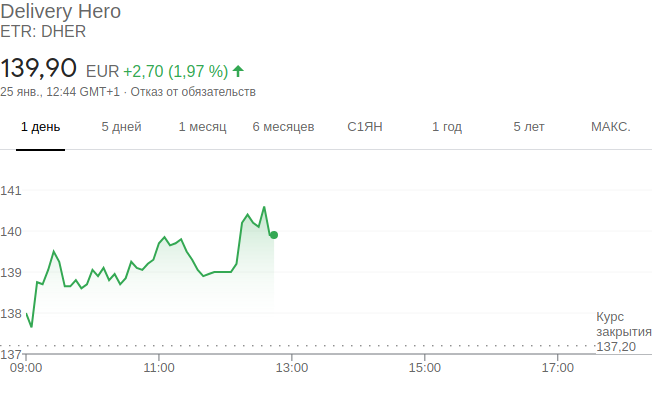 Delivery Hero
ETR: DHER
139,90 EUR +2,70 (1,97 %)
25 янв., 12:44 GMT+1 · Отказ от обязательств
1 день 5 дней 1 месяц 6 месяцев С1ЯН 1 год 5 лет МАКС.
141
140
139
138
Курс
закрытия
137,20
137
09:00 11:00 13:00 15:00 17:00